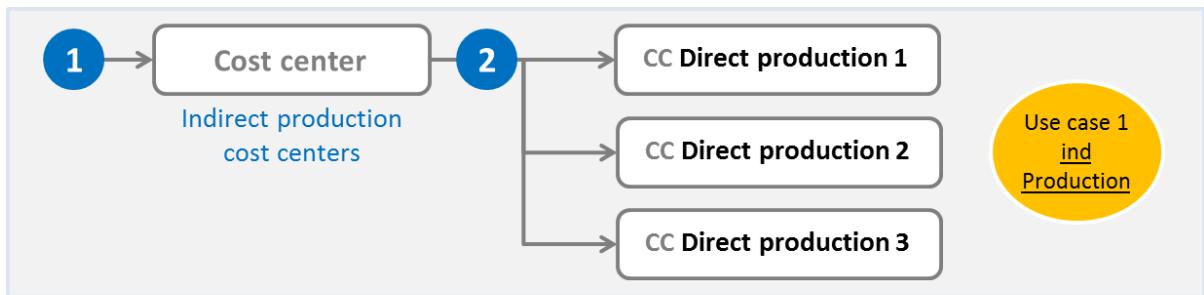 1
Cost center
2
CC Direct production 1
Indirect production
cost centers
CC Direct production 2
CC Direct production 3
Use case 1
ind
Production